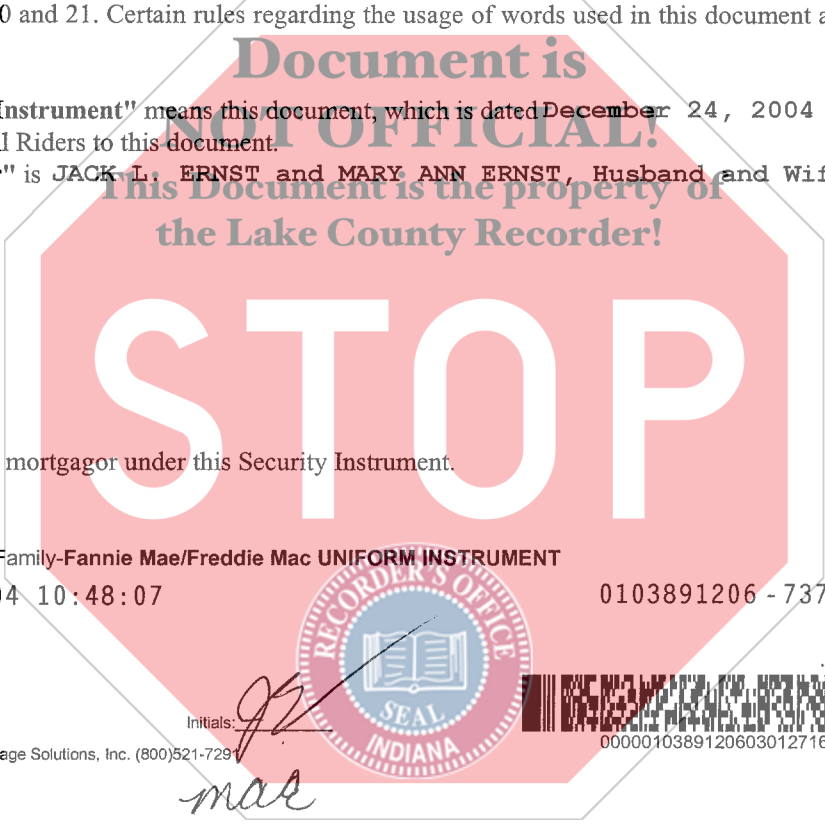 0 and 21. Certain rules regarding the usage of words used in this document a
Document is
Instrument" means this document, which is dated December 24, 2004
NOT OFFICIAL!
l Riders to this document.
" is JACK L. ERNST and MARY ANN ERNST, Husband and Wif
This Document is the property of
the Lake County Recorder!
STOP
mortgagor under this Security Instrument.
Family-Fannie Mae/Freddie Mac UNIFORM INSTRUMENT
04 10:48:07 0103891206 - 737
RECORDER'S OFFICE
SEAL
INDIANA
Initials: JE
0000010389120603012716
age Solutions, Inc. (800)521-7291
mae